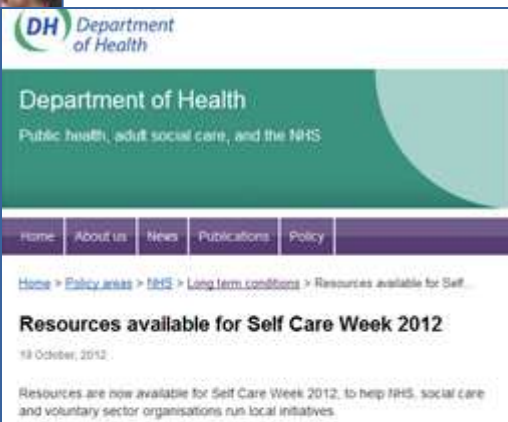 DH Department
of Health
Department of Health
Public health, adult social care, and the NHS
Home About us News Publications Policy
Home > Policy areas > NHS > Long term conditions > Resources available for Self...
Resources available for Self Care Week 2012
19 October, 2012
Resources are now available for Self Care Week 2012, to help NHS, social care
and voluntary sector organisations run local initiatives.